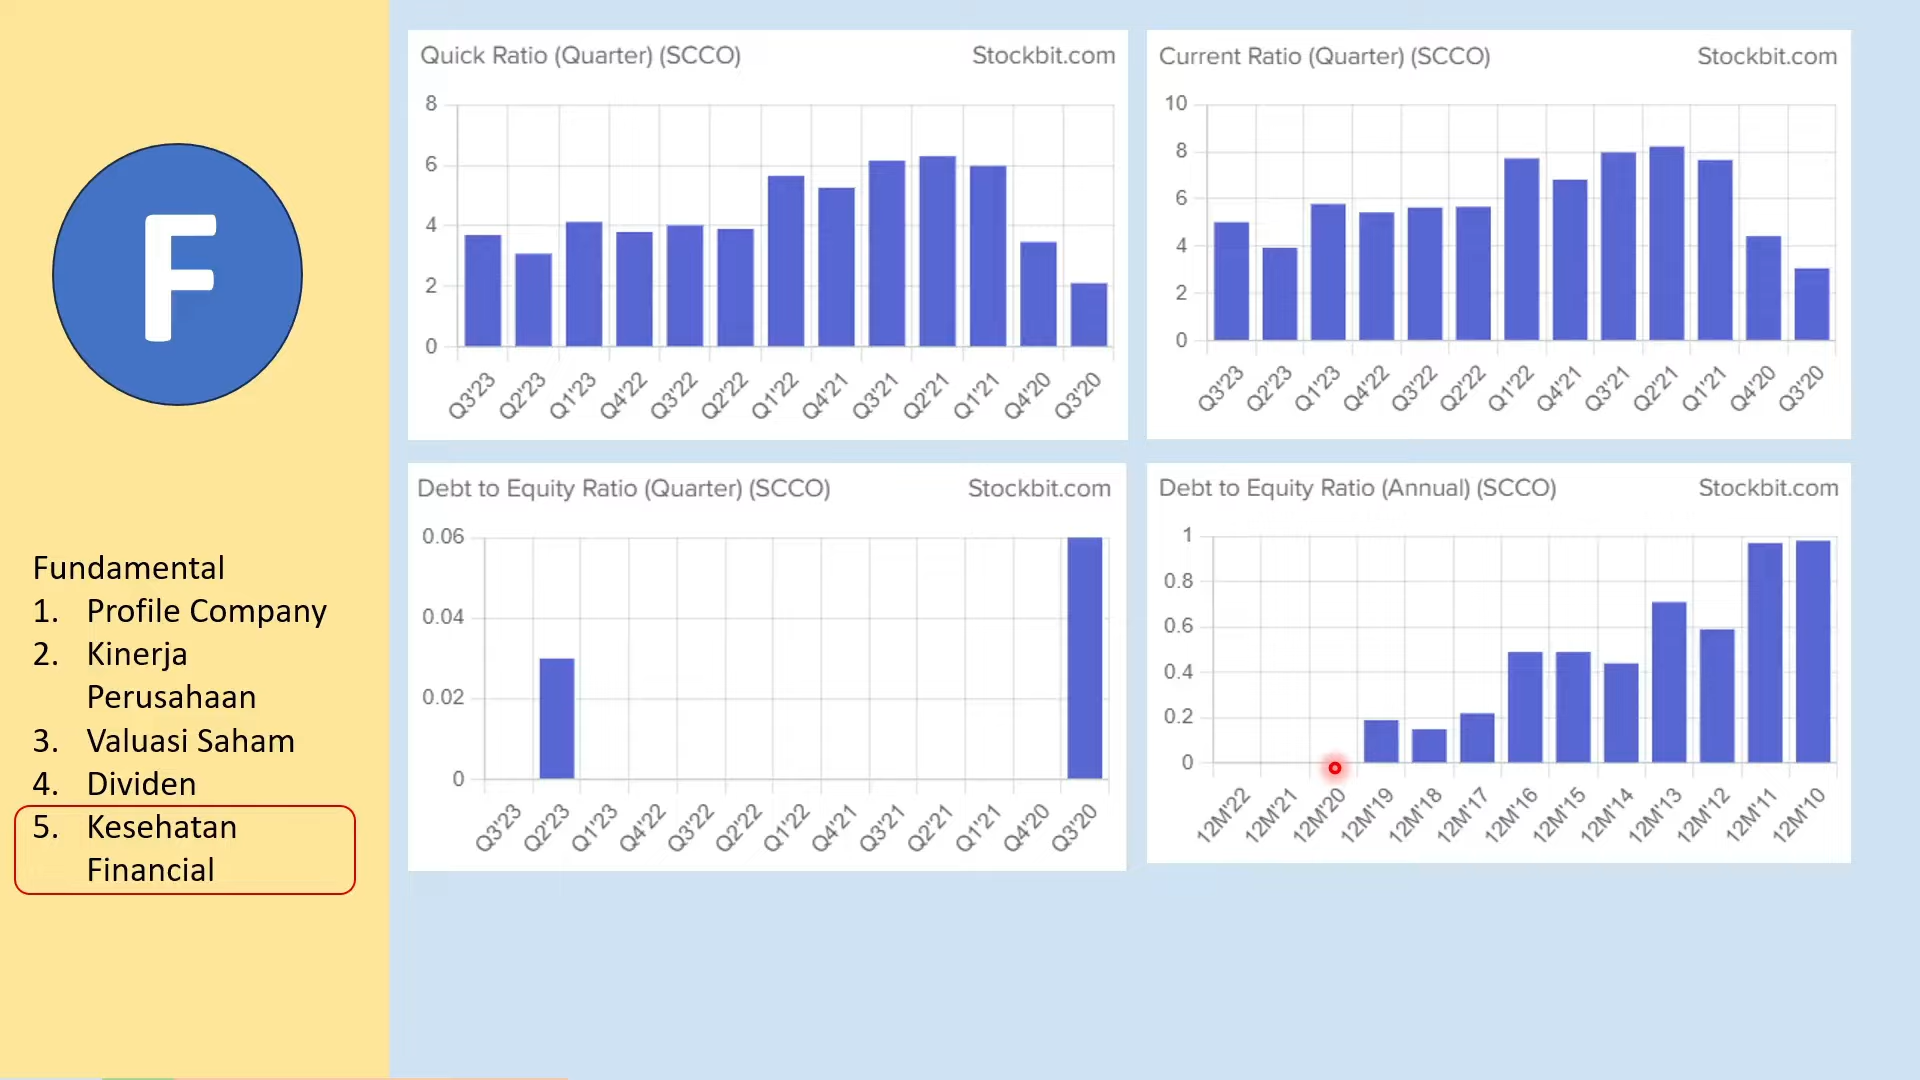 F
Fundamental
1. Profile Company
2. Kinerja
Perusahaan
3. Valuasi Saham
4. Dividen
5. Kesehatan
Financial
Quick Ratio (Quarter) (SCCO) Stockbit.com
8
6
4
2
0
Q3'23 Q2'23 Q1'23 Q4'22 Q3'22 Q2'22 Q1'22 Q4'21 Q3'21 Q2'21 Q1'21 Q4'20 Q3'20
Current Ratio (Quarter) (SCCO) Stockbit.com
10
8
6
4
2
0
Q3'23 Q2'23 Q1'23 Q4'22 Q3'22 Q2'22 Q1'22 Q4'21 Q3'21 Q2'21 Q1'21 Q4'20 Q3'20
Debt to Equity Ratio (Quarter) (SCCO) Stockbit.com
0.06
0.04
0.02
0
Q3'23 Q2'23 Q1'23 Q4'22 Q3'22 Q2'22 Q1'22 Q4'21 Q3'21 Q2'21 Q1'21 Q4'20 Q3'20
Debt to Equity Ratio (Annual) (SCCO) Stockbit.com
1
0.8
0.6
0.4
0.2
0
12M'22 12M'21 12M'20 12M'19 12M'18 12M'17 12M'16 12M'15 12M'14 12M'13 12M'12 12M'11 12M'10